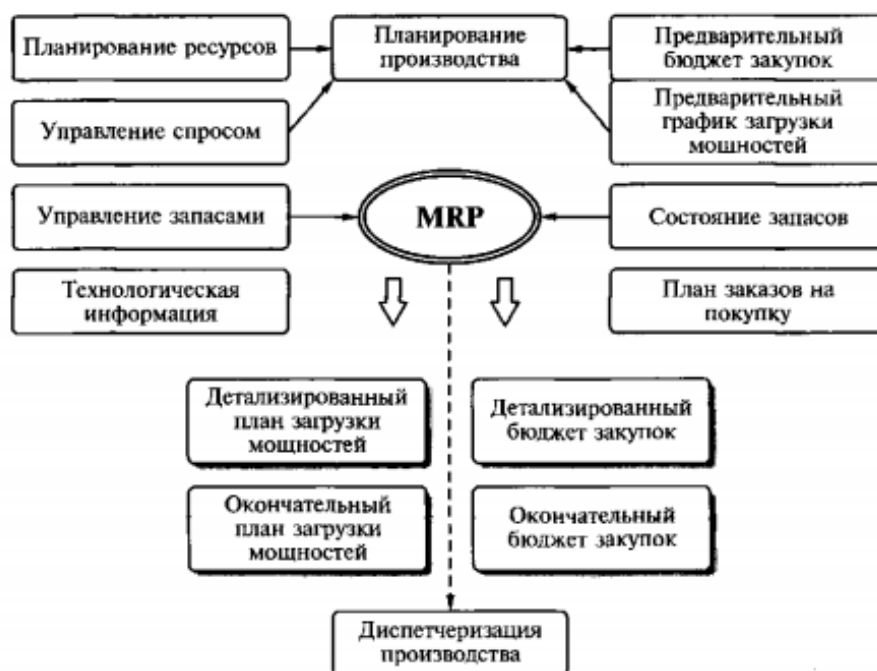 Планирование ресурсов
Планирование
производства
Предварительный
бюджет закупок
Управление спросом
Предварительный
график загрузки
мощностей
Управление запасами
MRP
Состояние запасов
Технологическая
информация
План заказов на
покупку
Детализированный
план загрузки
мощностей
Детализированный
бюджет закупок
Окончательный
план загрузки
мощностей
Окончательный
бюджет закупок
Диспетчеризация
производства